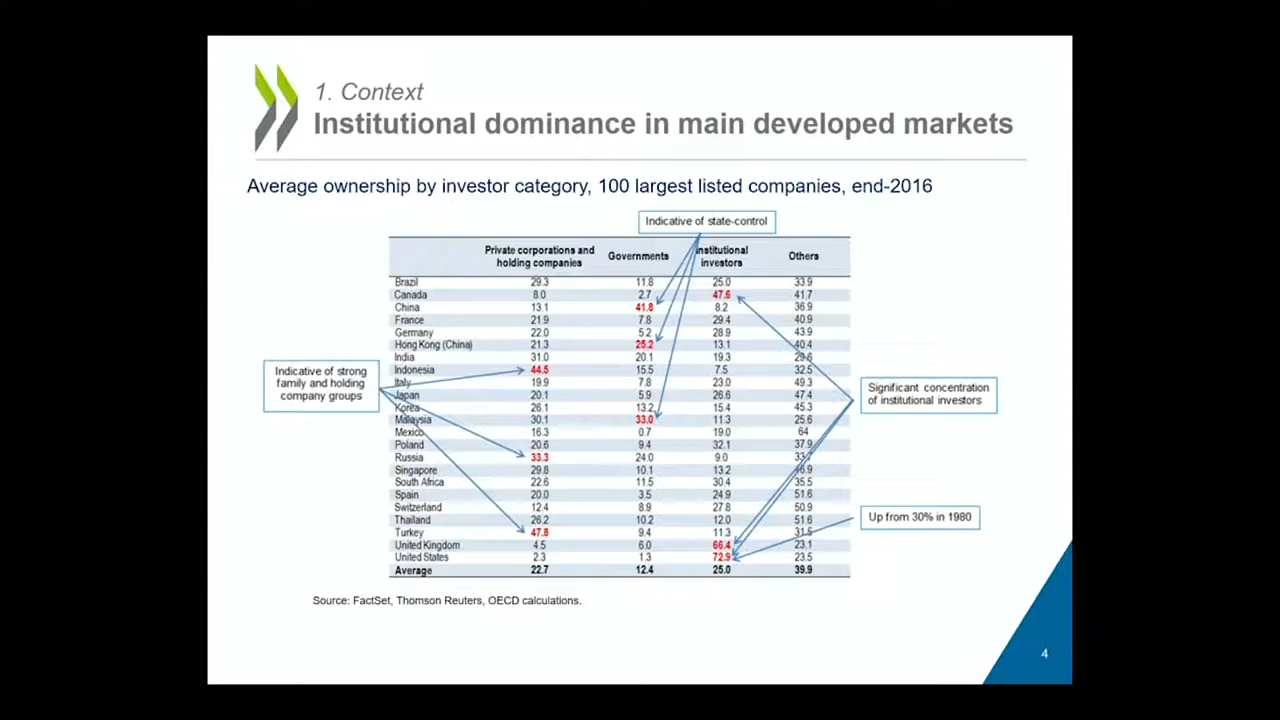 1. Context
Institutional dominance in main developed markets
Average ownership by investor category, 100 largest listed companies, end-2016
Indicative of state-control
Private corporations and holding companies Governments Institutional investors Others
Brazil 29.3 11.8 25.0 33.9
Canada 8.0 2.7 47.6 41.7
China 13.1 41.8 8.2 36.9
France 21.9 7.8 29.4 40.9
Germany 22.0 5.2 28.9 43.9
Hong Kong (China) 21.3 25.2 13.1 40.4
India 31.0 20.1 19.3 29.6
Indonesia 44.5 15.5 7.5 32.5
Italy 19.9 7.8 23.0 49.3
Japan 20.1 5.9 26.6 47.4
Korea 26.1 13.2 15.4 45.3
Malaysia 30.1 33.0 11.3 25.6
Mexico 16.3 0.7 19.0 64
Poland 20.6 9.4 32.1 37.9
Russia 33.3 24.0 9.0
Singapore 29.8 10.1 13.2
South Africa 22.6 11.5 30.4 35.5
Spain 20.0 3.5 24.9 51.6
Switzerland 12.4 8.9 27.8 50.9
Thailand 26.2 10.2 12.0 51.6
Turkey 47.8 9.4 11.3 31.5
United Kingdom 4.5 6.0 66.4 23.1
United States 2.3 1.3 72.9 23.5
Average 22.7 12.4 25.0 39.9
Indicative of strong
family and holding
company groups
Significant concentration
of institutional investors
Up from 30% in 1980
Source: FactSet, Thomson Reuters, OECD calculations.
4